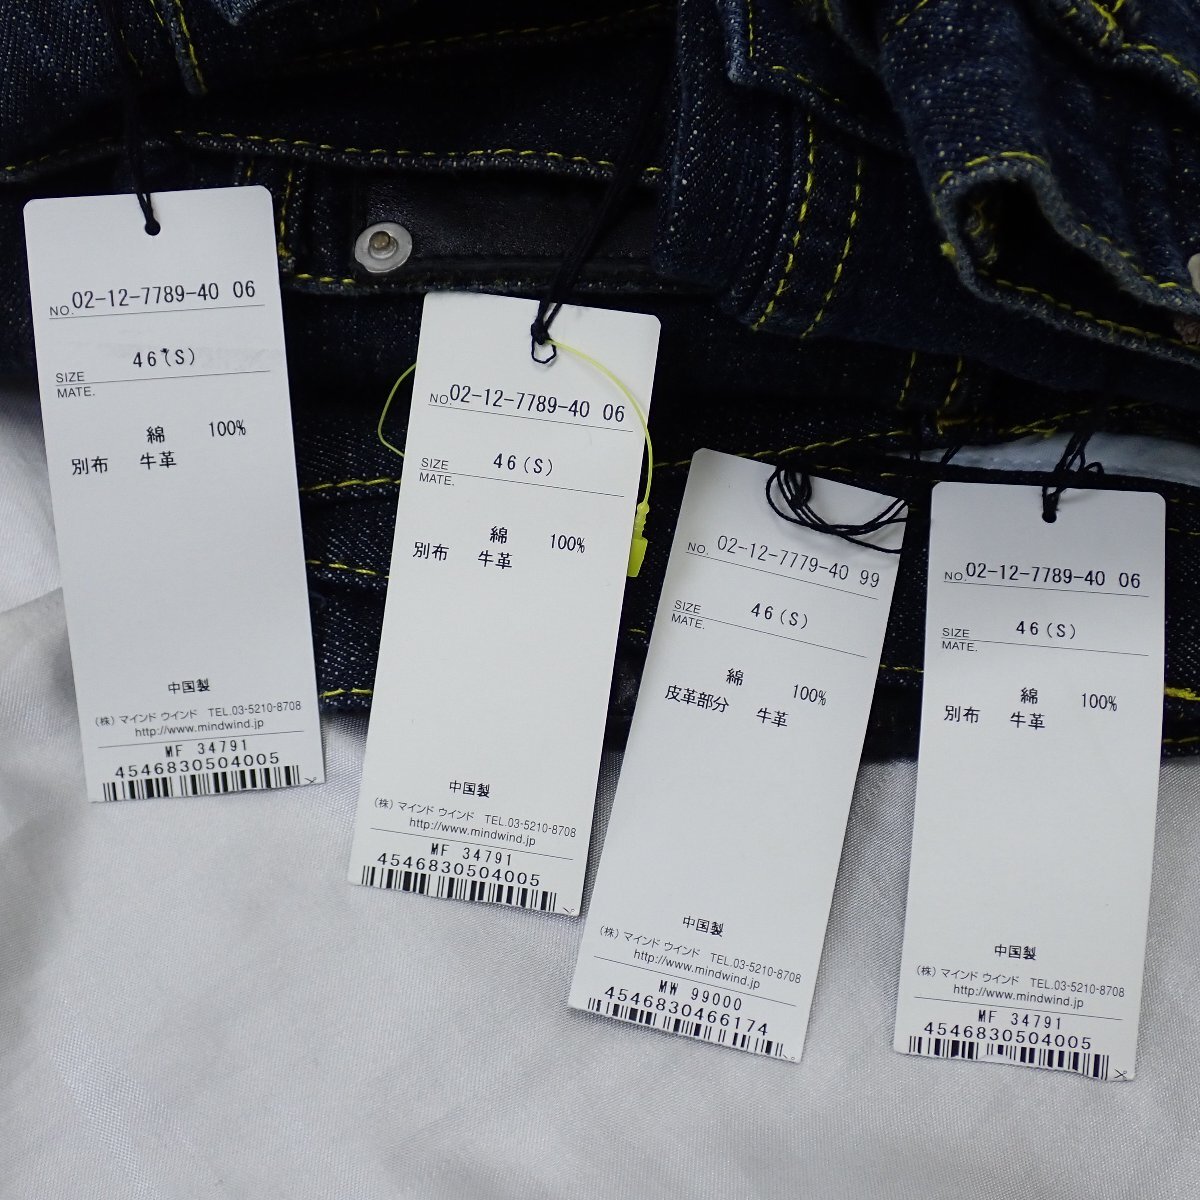 NO.02-12-7789-40 06
SIZE 46*(S)
MATE.
綿 100%
別布 牛革
中国製
(株) マインド ウインド TEL.03-5210-8708
http://www.mindwind.jp
MF 34791
4546830504005
NO.02-12-7789-40 06
SIZE 46(S)
MATE.
綿 100%
別布 牛革
中国製
(株) マインド ウインド TEL.03-5210-8708
http://www.mindwind.jp
MF 34791
4546830504005
NO. 02-12-7779-40 99
SIZE 46(S)
MATE.
綿 100%
皮革部分 牛革
中国製
(株) マインド ウインド TEL.03-5210-8708
http://www.mindwind.jp
MW 99000
4546830466174
NO.02-12-7789-40 06
SIZE 46(S)
MATE.
綿 100%
別布 牛革
中国製
(株) マインド ウインド TEL.03-5210-8708
http://www.mindwind.jp
MF 34791
4546830504005